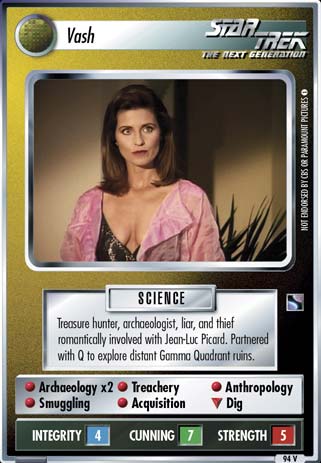 Vash
STAR TREK
THE NEXT GENERATION
NOT ENDORSED BY CBS OR PARAMOUNT PICTURES
SCIENCE
Treasure hunter, archaeologist, liar, and thief
romantically involved with Jean-Luc Picard. Partnered
with Q to explore distant Gamma Quadrant ruins.
Archaeology x2 Treachery Anthropology
Smuggling Acquisition Dig
INTEGRITY 4 CUNNING 7 STRENGTH 5
94 V